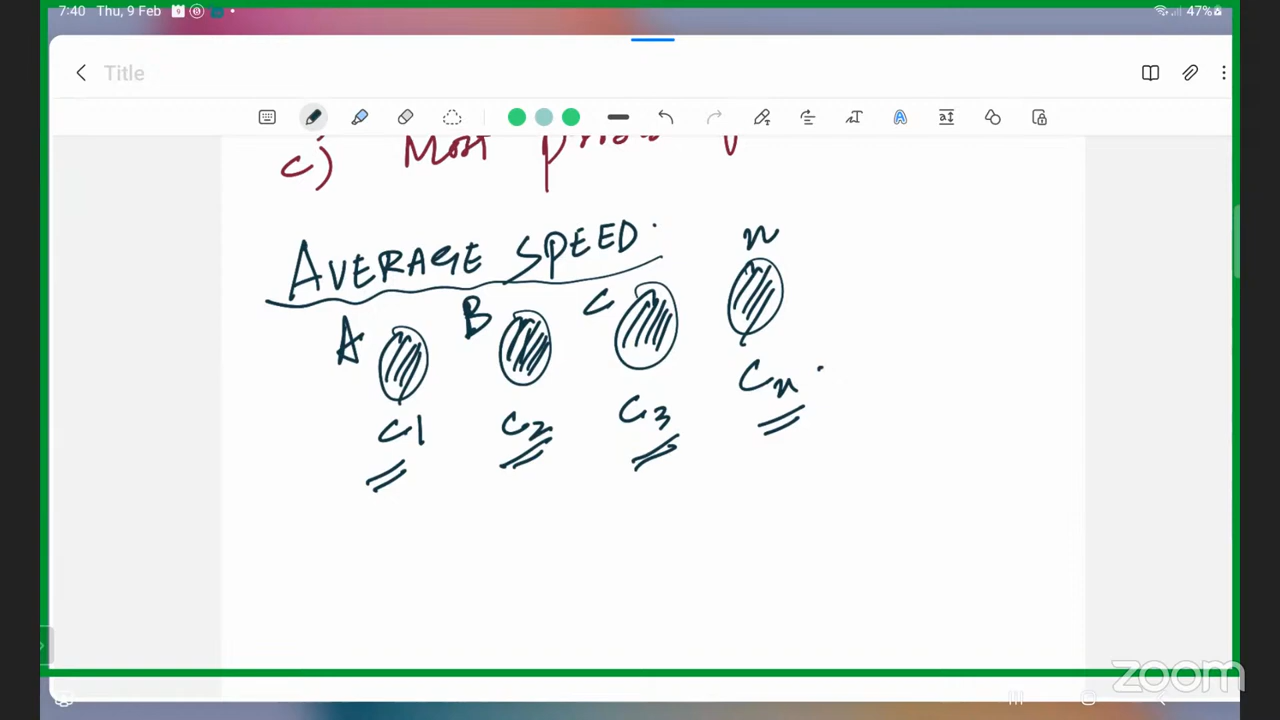 7:40 Thu, 9 Feb
47%
Title
c) Most
AVERAGE SPEED.
A B C n
C1 C2 C3 Cn.
zoom